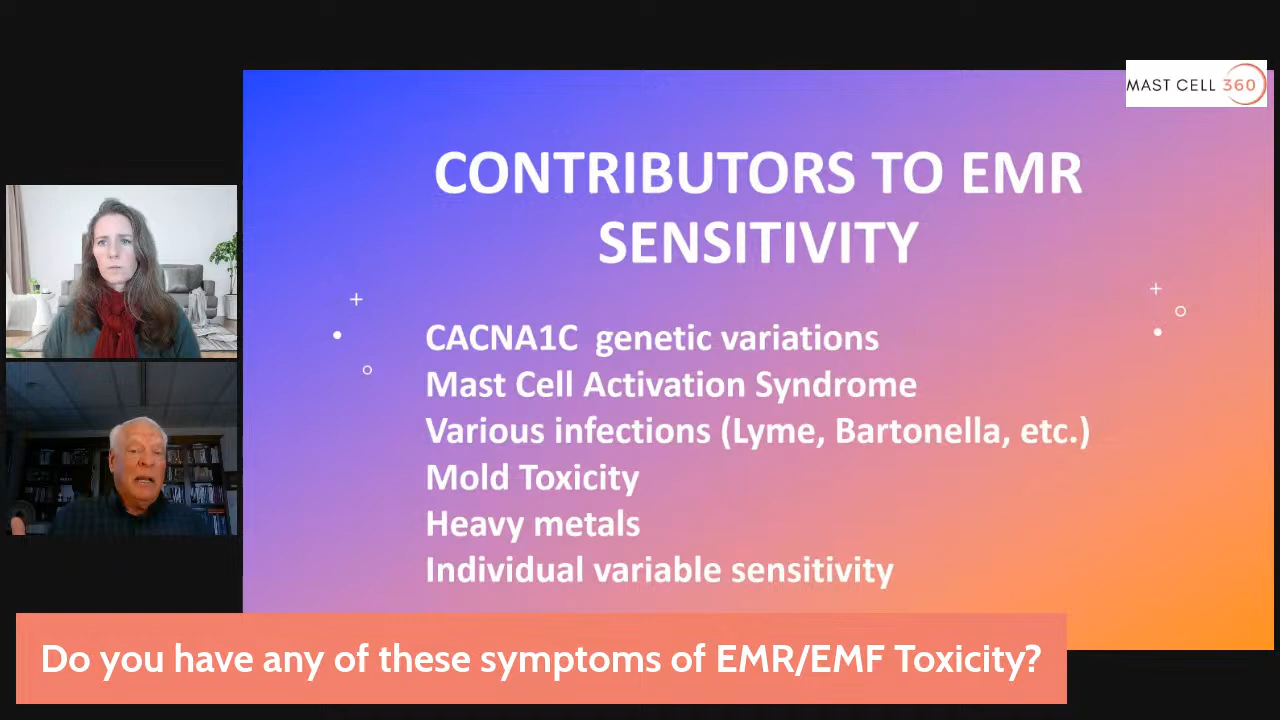 MAST CELL 360
CONTRIBUTORS TO EMR
SENSITIVITY
CACNA1C genetic variations
Mast Cell Activation Syndrome
Various infections (Lyme, Bartonella, etc.)
Mold Toxicity
Heavy metals
Individual variable sensitivity
Do you have any of these symptoms of EMR/EMF Toxicity?